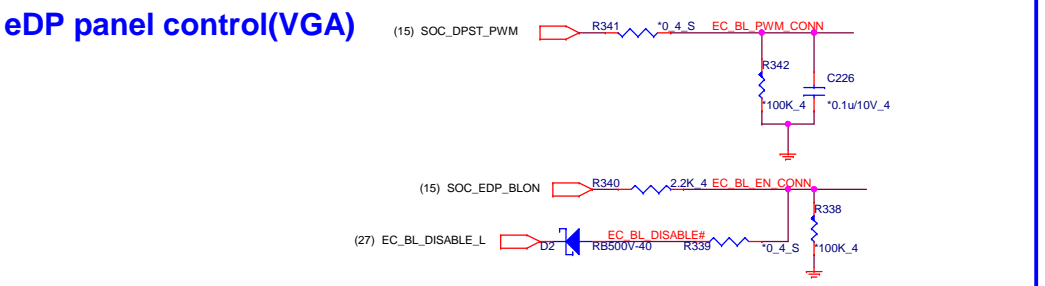 eDP panel control(VGA)
(15) SOC_DPST_PWM R341 *0_4_S EC_BL_PWM_CONN
R342
C226
*100K_4 *0.1u/10V_4
(15) SOC_EDP_BLON R340 2.2K_4 EC_BL_EN_CONN
R338
(27) EC_BL_DISABLE_L D2 RB500V-40 EC_BL_DISABLE# R339 *0_4_S *100K_4